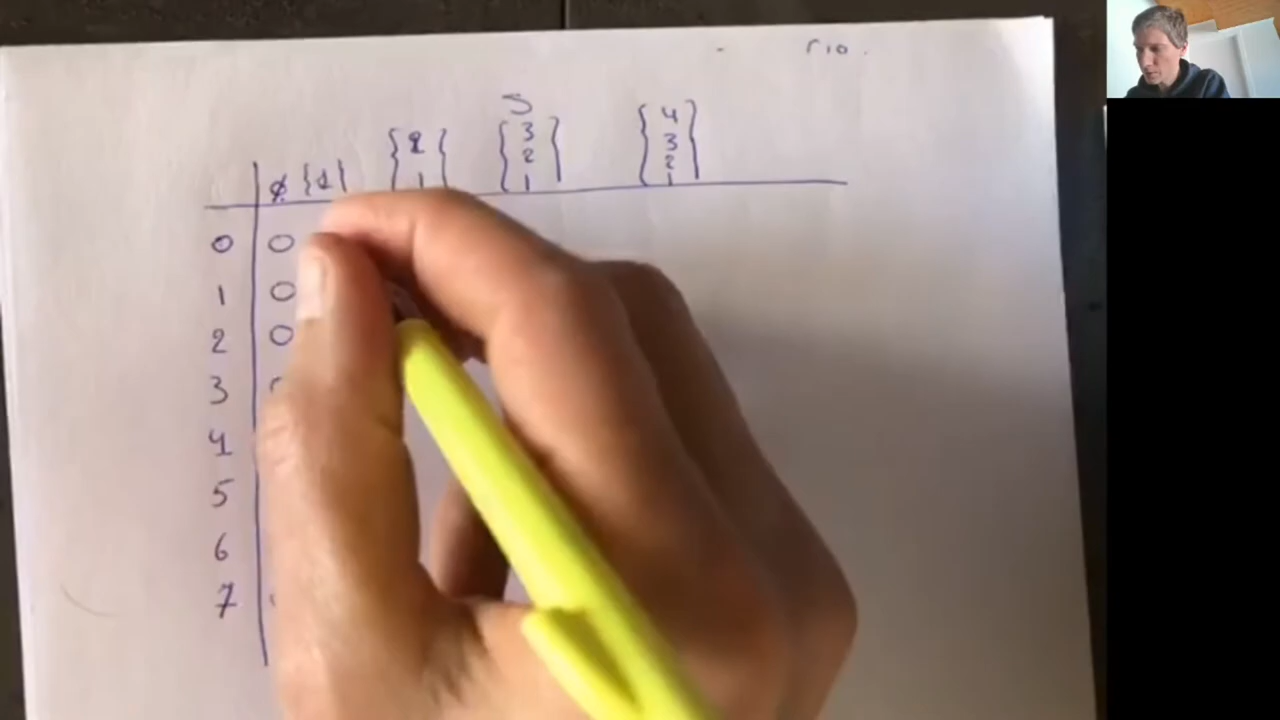 r10.
S
∅ {1} {2 1} {3 2 1} {4 3 2 1}
0 0
1 0
2 0
3
4
5
6
7